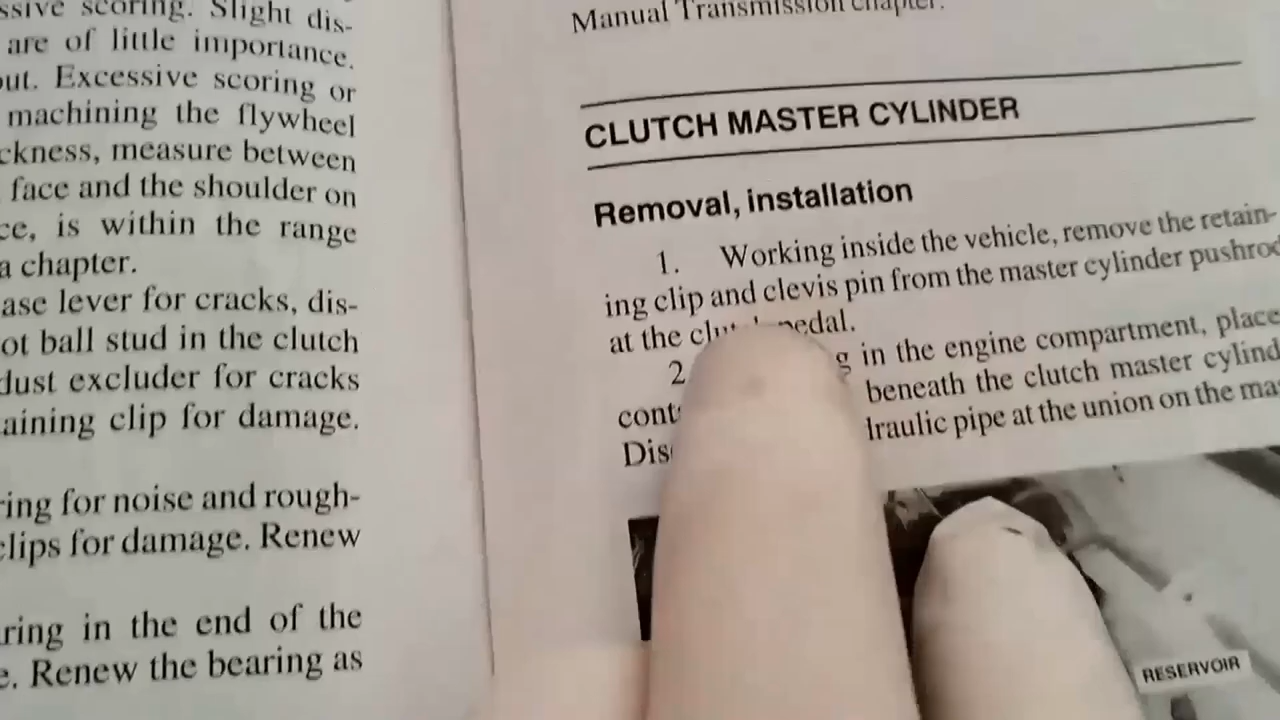 ssive scoring. Slight dis-
are of little importance.
out. Excessive scoring or
machining the flywheel
ckness, measure between
face and the shoulder on
ce, is within the range
a chapter.
ase lever for cracks, dis-
ot ball stud in the clutch
dust excluder for cracks
aining clip for damage.
ring for noise and rough-
clips for damage. Renew
ring in the end of the
e. Renew the bearing as
Manual Transmission chapter.
CLUTCH MASTER CYLINDER
Removal, installation
1. Working inside the vehicle, remove the retain-
ing clip and clevis pin from the master cylinder pushrod
at the clutch pedal.
2 g in the engine compartment, place
cont beneath the clutch master cylind
Dis draulic pipe at the union on the ma
RESERVOIR